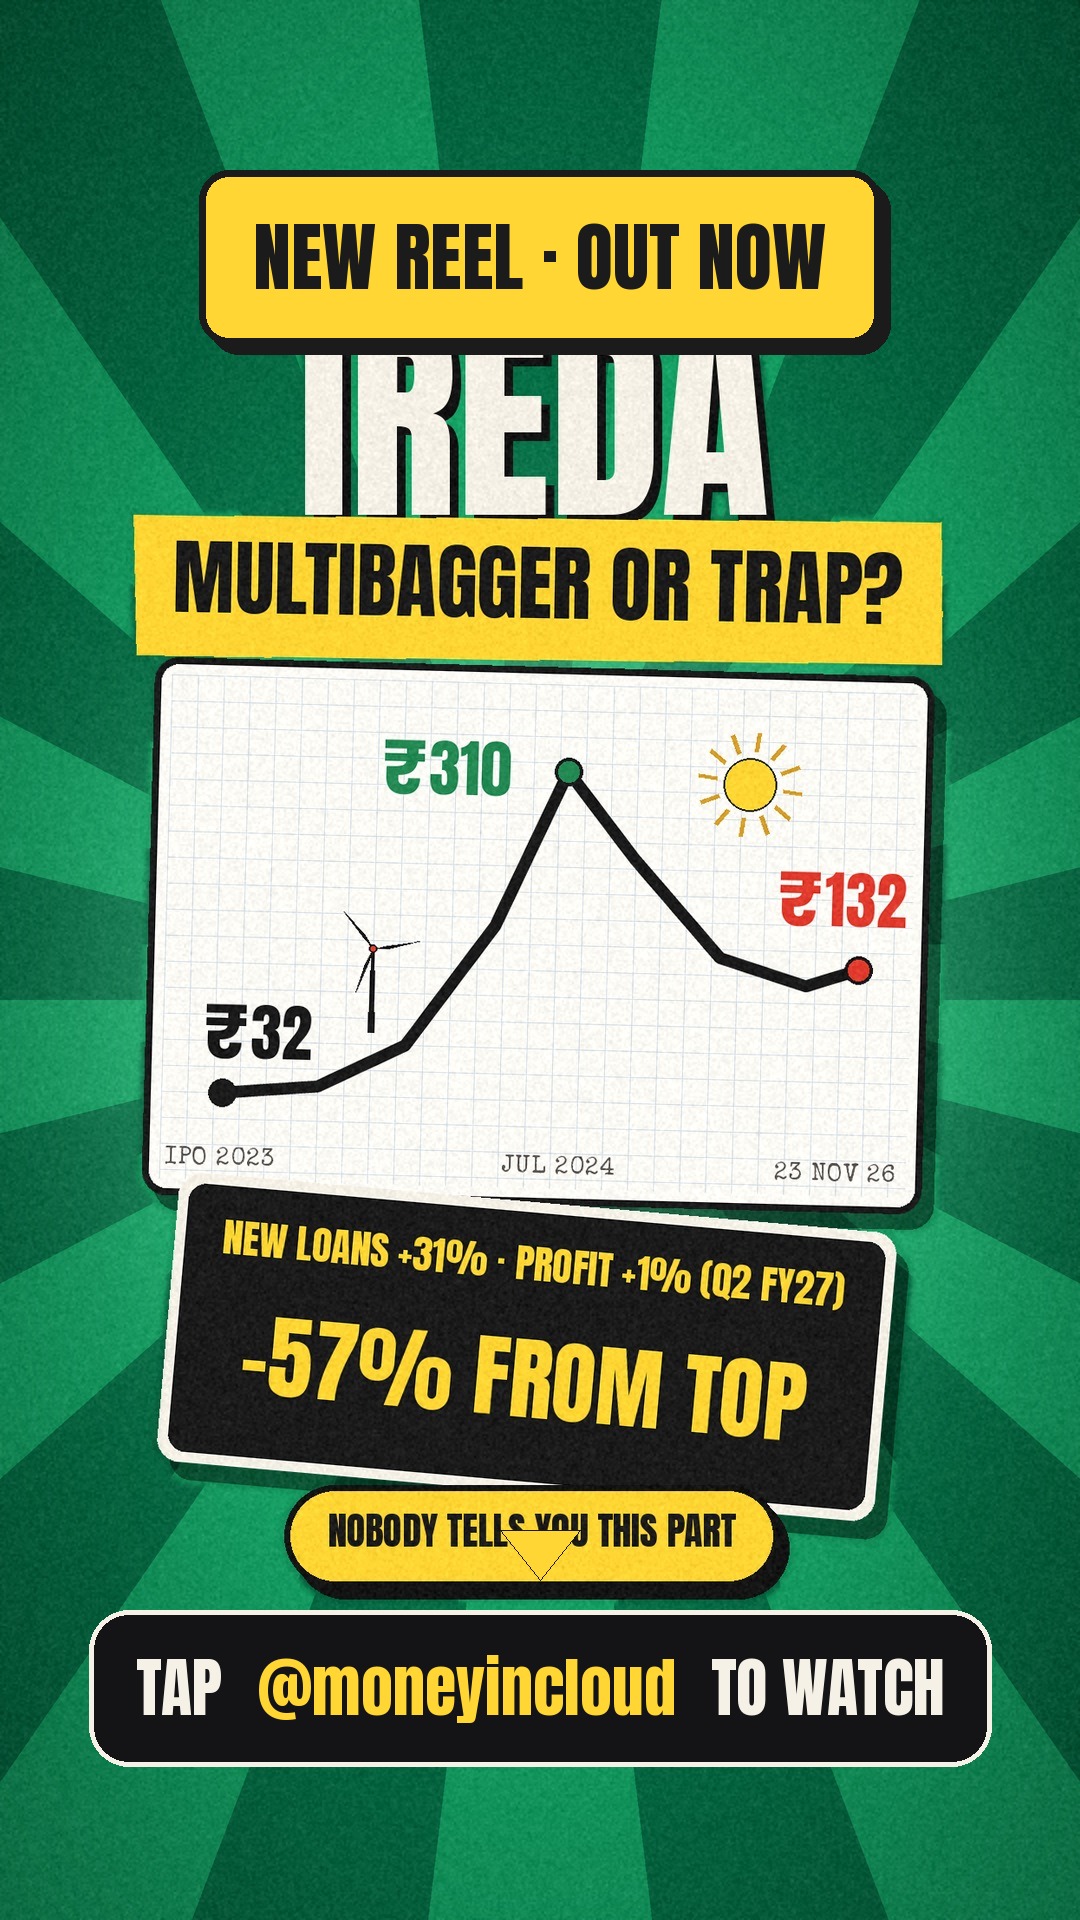 NEW REEL · OUT NOW
IREDA
MULTIBAGGER OR TRAP?
₹310
₹132
₹32
IPO 2023
JUL 2024
23 NOV 26
NEW LOANS +31% · PROFIT +1% (Q2 FY27)
-57% FROM TOP
NOBODY TELLS YOU THIS PART
TAP @moneyincloud TO WATCH